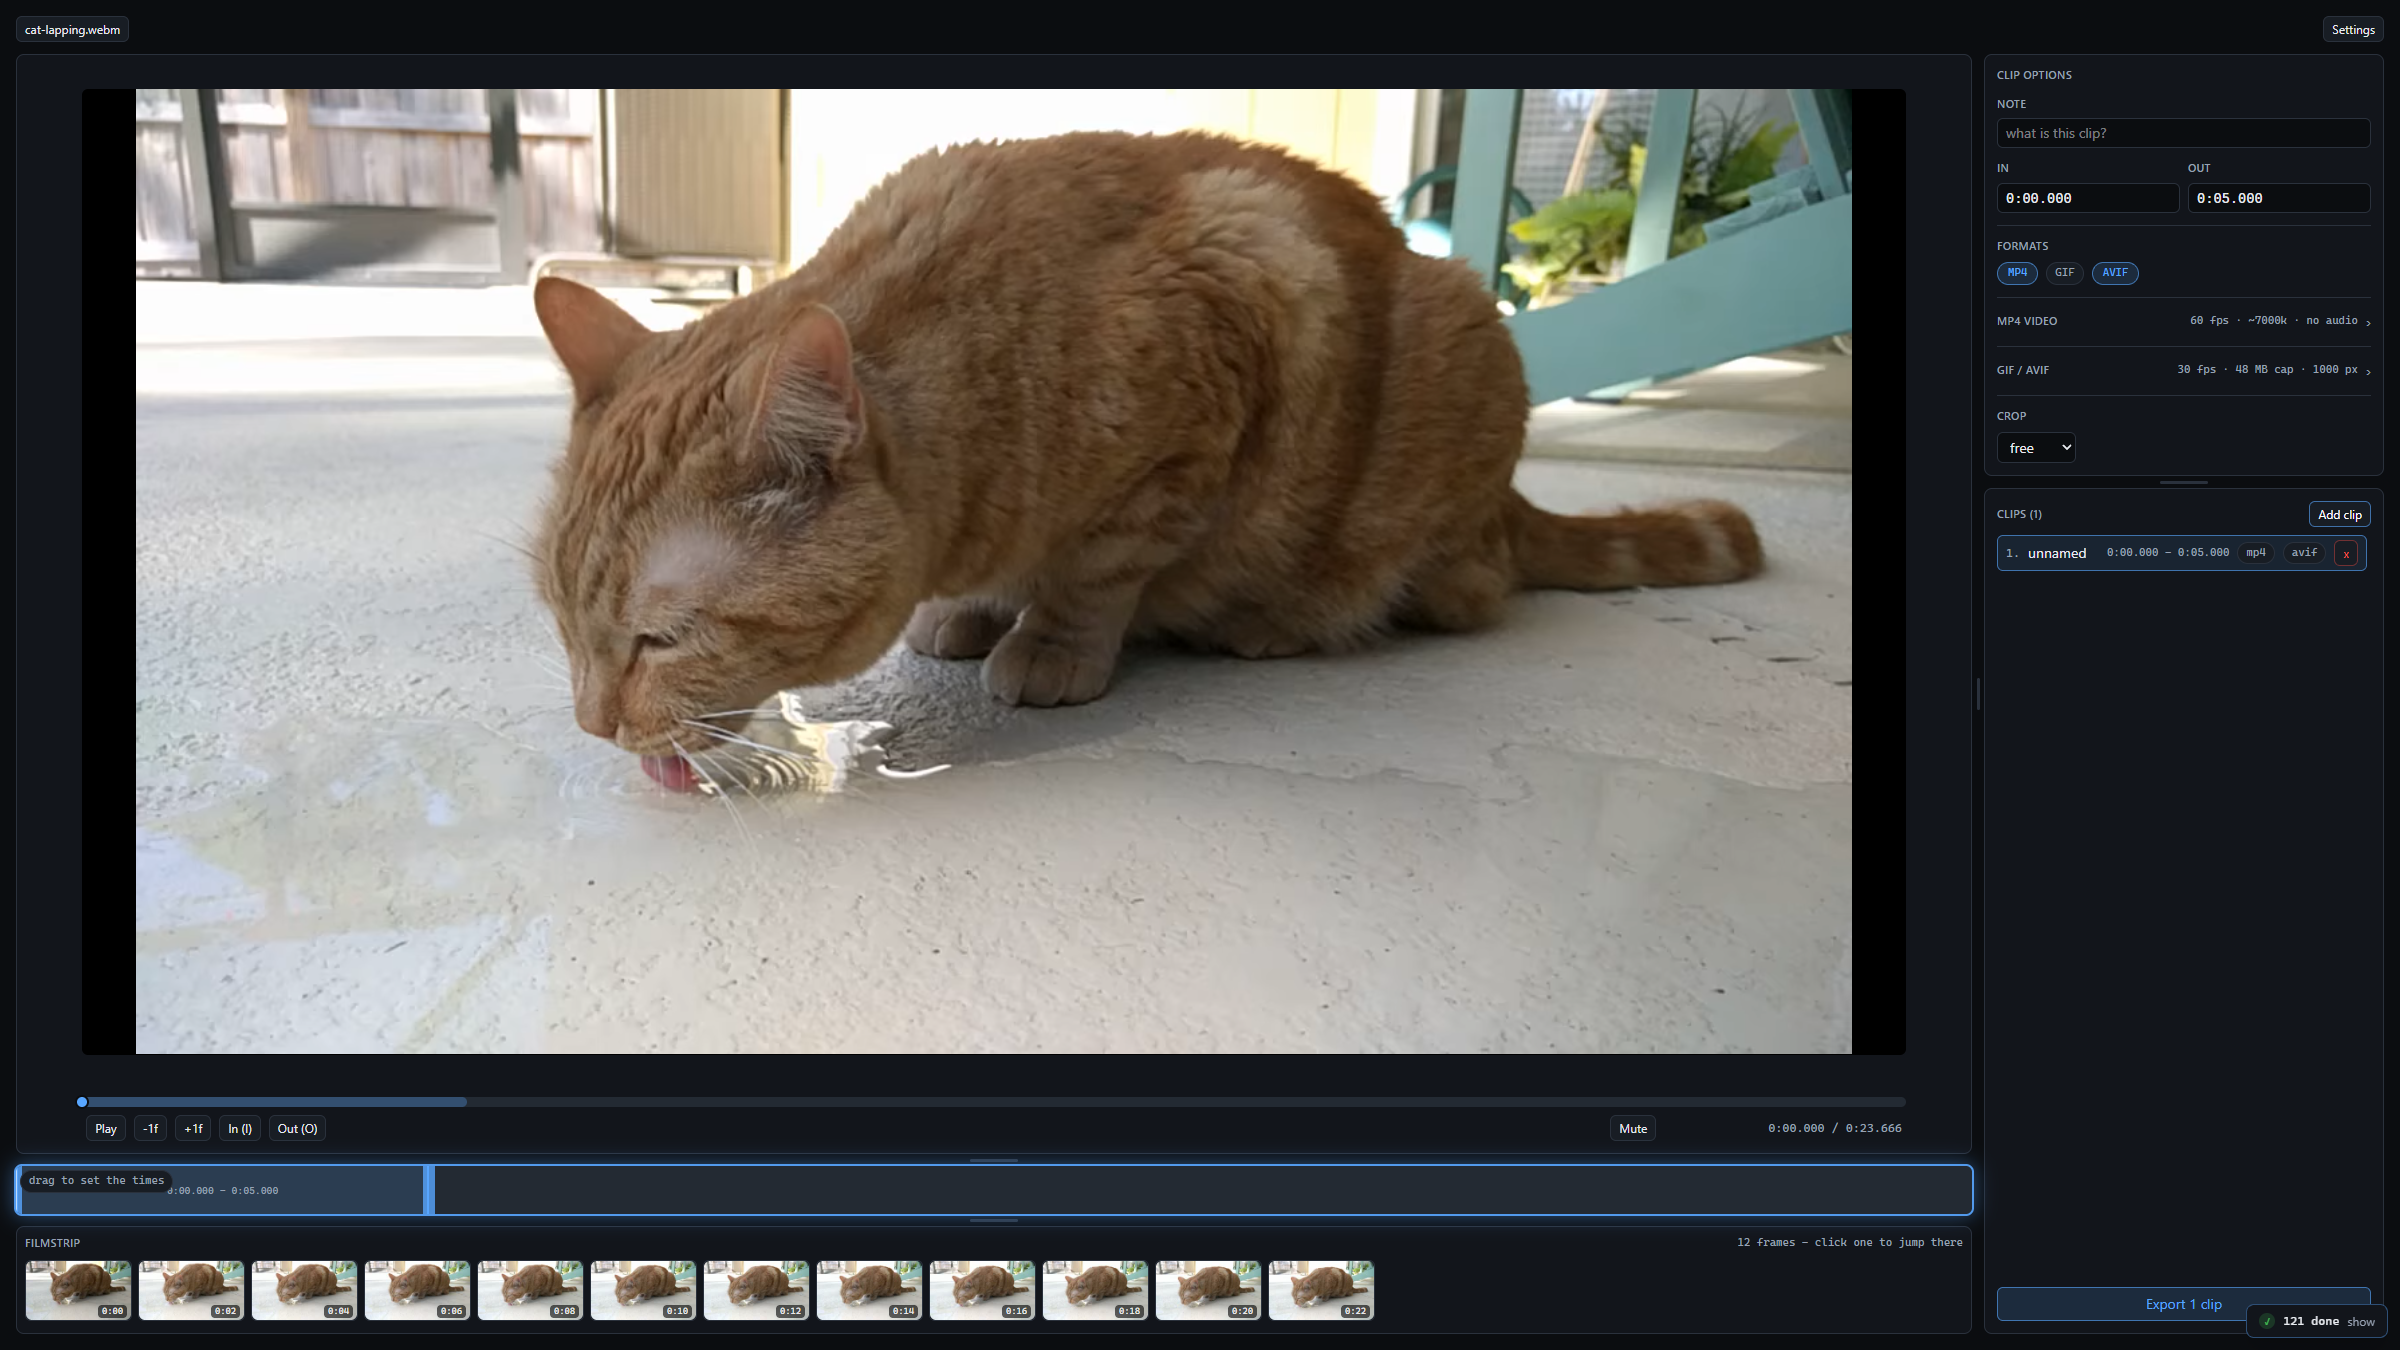 cat-lapping.webm
Settings
CLIP OPTIONS
NOTE
what is this clip?
IN OUT
0:00.000 0:05.000
FORMATS
MP4 GIF AVIF
MP4 VIDEO 60 fps · ~7000k · no audio ›
GIF / AVIF 30 fps · 48 MB cap · 1000 px ›
CROP
free
CLIPS (1) Add clip
1. unnamed 0:00.000 – 0:05.000 mp4 avif x
Play -1f +1f In (I) Out (O) Mute 0:00.000 / 0:23.666
drag to set the times
0:00.000 – 0:05.000
FILMSTRIP 12 frames – click one to jump there
0:00 0:02 0:04 0:06 0:08 0:10 0:12 0:14 0:16 0:18 0:20 0:22
Export 1 clip
✓ 121 done show